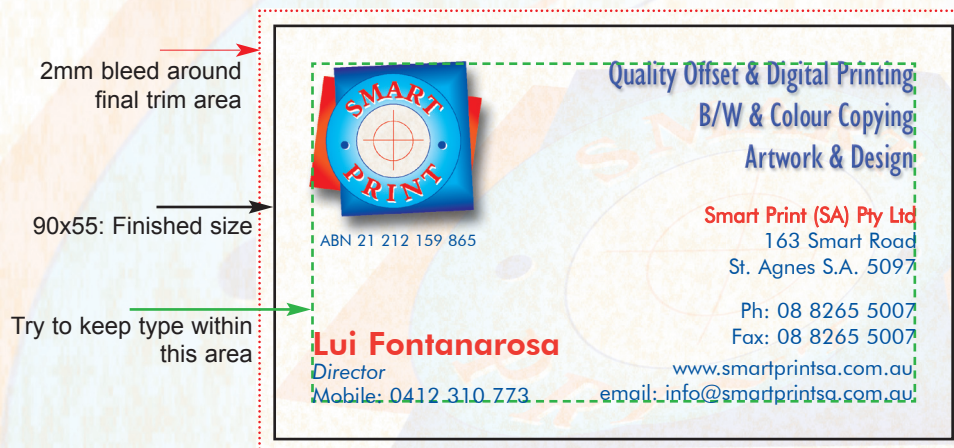 2mm bleed around
final trim area
90x55: Finished size
Try to keep type within
this area
SMART
PRINT
ABN 21 212 159 865
Lui Fontanarosa
Director
Mobile: 0412 310 773
Quality Offset & Digital Printing
B/W & Colour Copying
Artwork & Design
Smart Print (SA) Pty Ltd
163 Smart Road
St. Agnes S.A. 5097
Ph: 08 8265 5007
Fax: 08 8265 5007
www.smartprintsa.com.au
email: info@smartprintsa.com.au